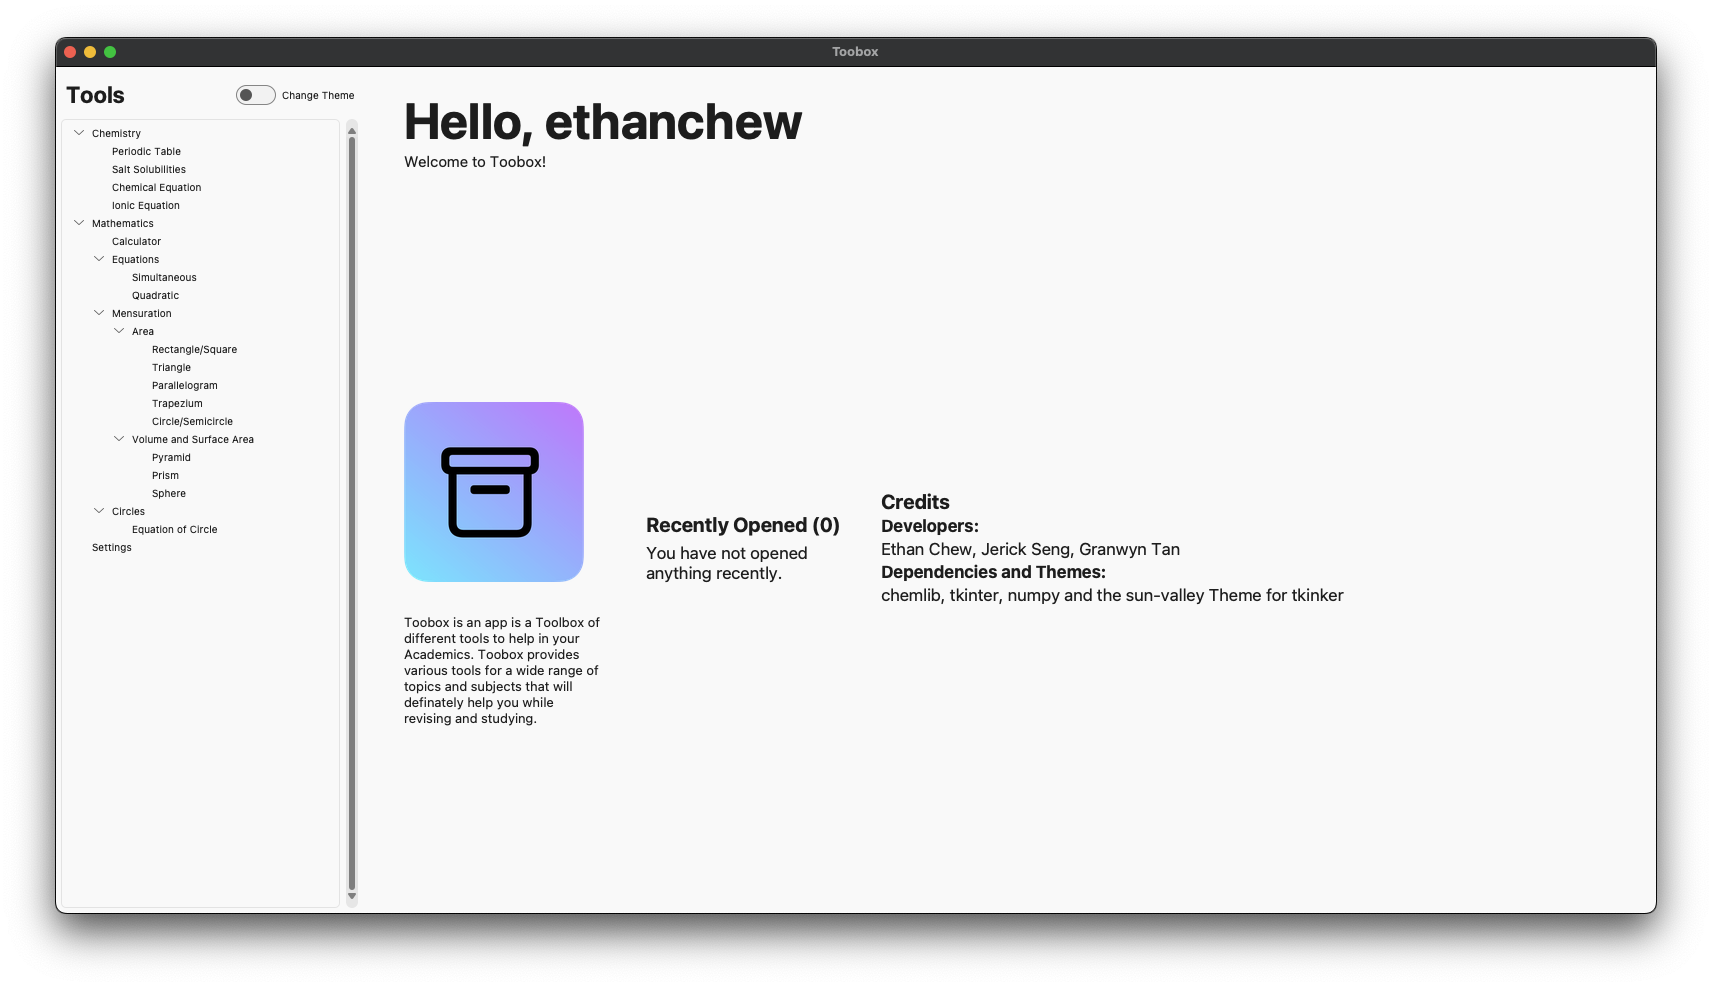 Toobox
Tools
Change Theme
Chemistry
Periodic Table
Salt Solubilities
Chemical Equation
Ionic Equation
Mathematics
Calculator
Equations
Simultaneous
Quadratic
Mensuration
Area
Rectangle/Square
Triangle
Parallelogram
Trapezium
Circle/Semicircle
Volume and Surface Area
Pyramid
Prism
Sphere
Circles
Equation of Circle
Settings
Hello, ethanchew
Welcome to Toobox!
Toobox is an app is a Toolbox of
different tools to help in your
Academics. Toobox provides
various tools for a wide range of
topics and subjects that will
definately help you while
revising and studying.
Recently Opened (0)
You have not opened
anything recently.
Credits
Developers:
Ethan Chew, Jerick Seng, Granwyn Tan
Dependencies and Themes:
chemlib, tkinter, numpy and the sun-valley Theme for tkinker